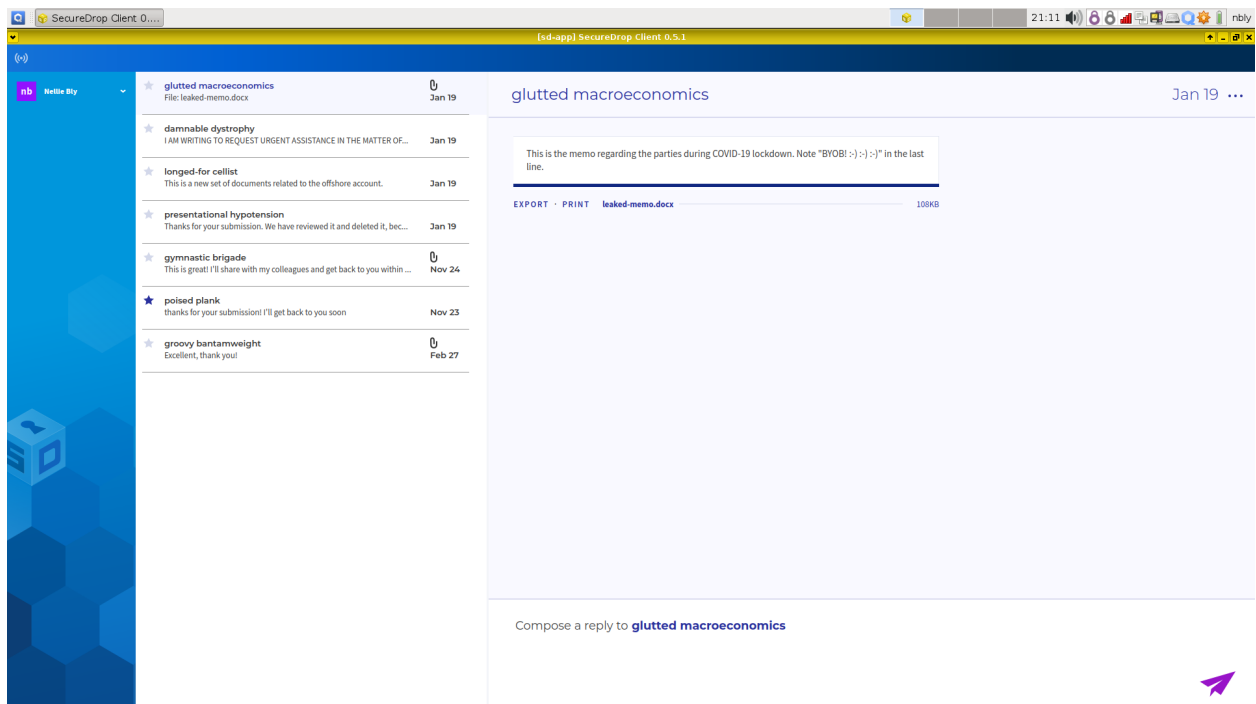 SecureDrop Client 0....
21:11
nbly
[sd-app] SecureDrop Client 0.5.1
nb
Nellie Bly
glutted macroeconomics
File: leaked-memo.docx
Jan 19
damnable dystrophy
I AM WRITING TO REQUEST URGENT ASSISTANCE IN THE MATTER OF...
Jan 19
longed-for cellist
This is a new set of documents related to the offshore account.
Jan 19
presentational hypotension
Thanks for your submission. We have reviewed it and deleted it, bec...
Jan 19
gymnastic brigade
This is great! I'll share with my colleagues and get back to you within ...
Nov 24
poised plank
thanks for your submission! I'll get back to you soon
Nov 23
groovy bantamweight
Excellent, thank you!
Feb 27
SD
glutted macroeconomics
Jan 19 ...
This is the memo regarding the parties during COVID-19 lockdown. Note "BYOB! :-) :-) :-)" in the last
line.
EXPORT · PRINT leaked-memo.docx 108KB
Compose a reply to glutted macroeconomics